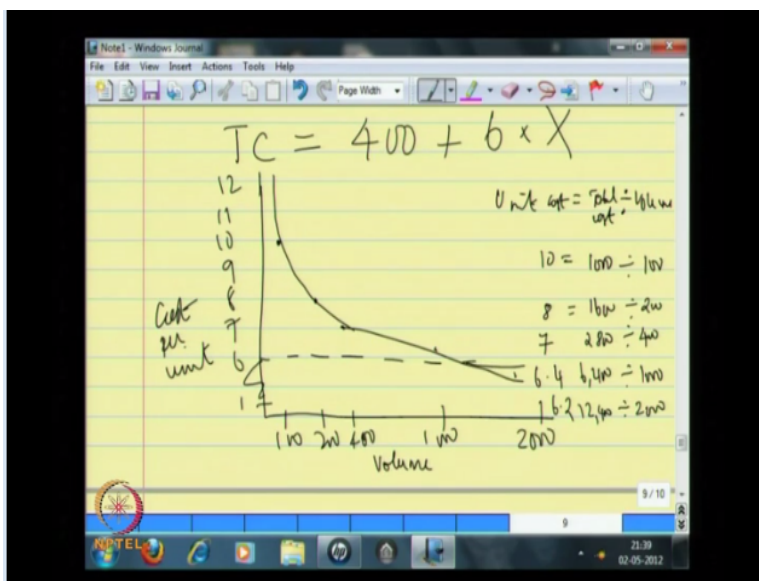 Note1 - Windows Journal
File Edit View Insert Actions Tools Help
Page Width
TC = 400 + 6 × X
12
11
10
9
8
7
6
1
Cost
per
unit
Unit cost = Total cost ÷ Volume
10 = 1000 ÷ 100
8 = 1600 ÷ 200
7 2800 ÷ 400
6.4 6,400 ÷ 1000
6.2 12,400 ÷ 2000
100 200 400 1000 2000
Volume
9/10
9
NPTEL
hp
21:39
02-05-2012